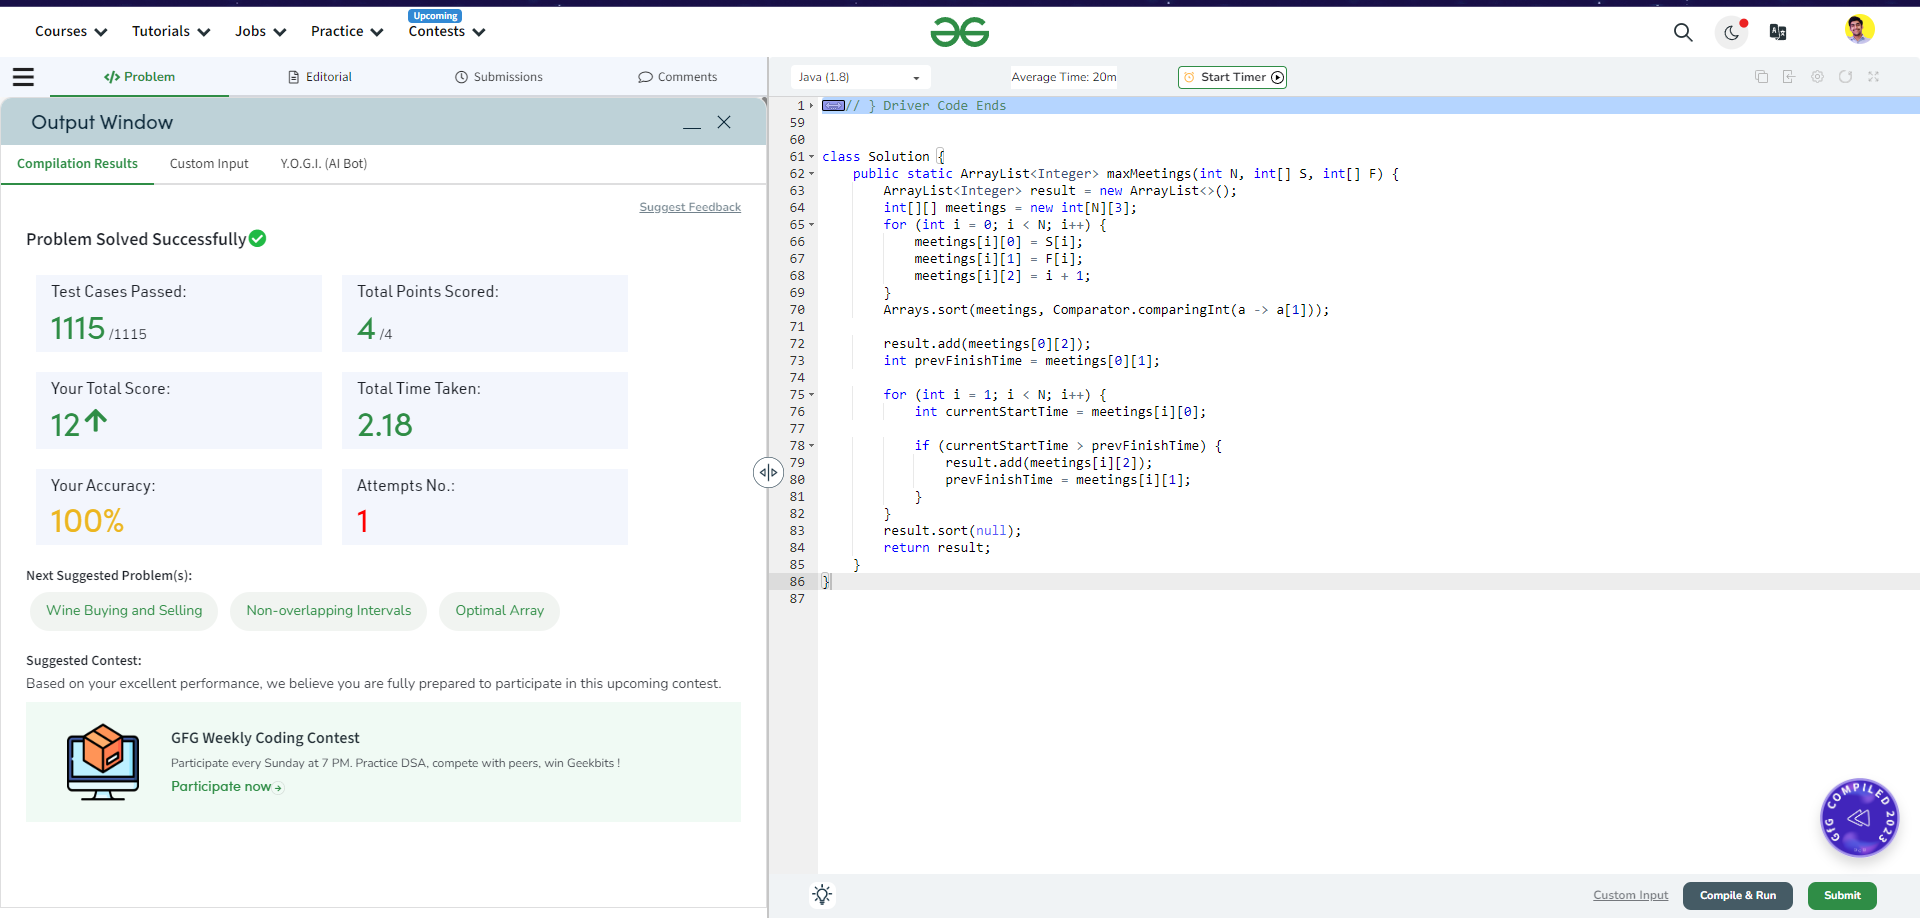 Upcoming
Courses Tutorials Jobs Practice Contests
Problem Editorial Submissions Comments
Output Window
Compilation Results Custom Input Y.O.G.I. (AI Bot)
Suggest Feedback
Problem Solved Successfully
Test Cases Passed: Total Points Scored:
1115 /1115 4 /4
Your Total Score: Total Time Taken:
12 2.18
Your Accuracy: Attempts No.:
100% 1
Next Suggested Problem(s):
Wine Buying and Selling Non-overlapping Intervals Optimal Array
Suggested Contest:
Based on your excellent performance, we believe you are fully prepared to participate in this upcoming contest.
GFG Weekly Coding Contest
Participate every Sunday at 7 PM. Practice DSA, compete with peers, win Geekbits !
Participate now
Java (1.8) Average Time: 20m Start Timer
1 // } Driver Code Ends
59
60
61 class Solution {
62 public static ArrayList<Integer> maxMeetings(int N, int[] S, int[] F) {
63 ArrayList<Integer> result = new ArrayList<>();
64 int[][] meetings = new int[N][3];
65 for (int i = 0; i < N; i++) {
66 meetings[i][0] = S[i];
67 meetings[i][1] = F[i];
68 meetings[i][2] = i + 1;
69 }
70 Arrays.sort(meetings, Comparator.comparingInt(a -> a[1]));
71
72 result.add(meetings[0][2]);
73 int prevFinishTime = meetings[0][1];
74
75 for (int i = 1; i < N; i++) {
76 int currentStartTime = meetings[i][0];
77
78 if (currentStartTime > prevFinishTime) {
79 result.add(meetings[i][2]);
80 prevFinishTime = meetings[i][1];
81 }
82 }
83 result.sort(null);
84 return result;
85 }
86 }
87
GFG COMPILED 2023
Custom Input Compile & Run Submit